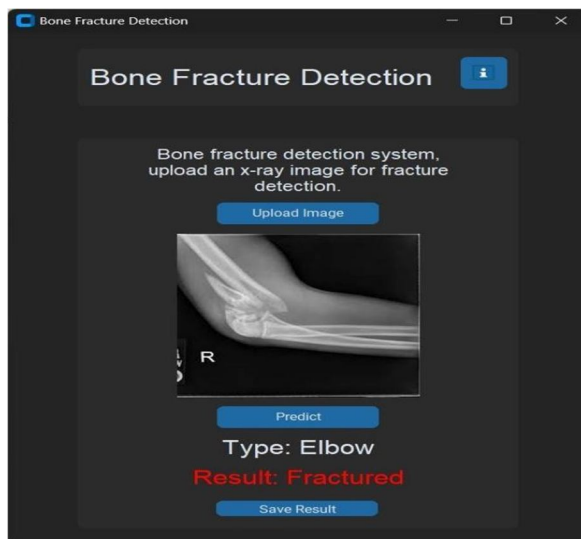 Bone Fracture Detection
Bone Fracture Detection
i
Bone fracture detection system,
upload an x-ray image for fracture
detection.
Upload Image
R
Predict
Type: Elbow
Result: Fractured
Save Result